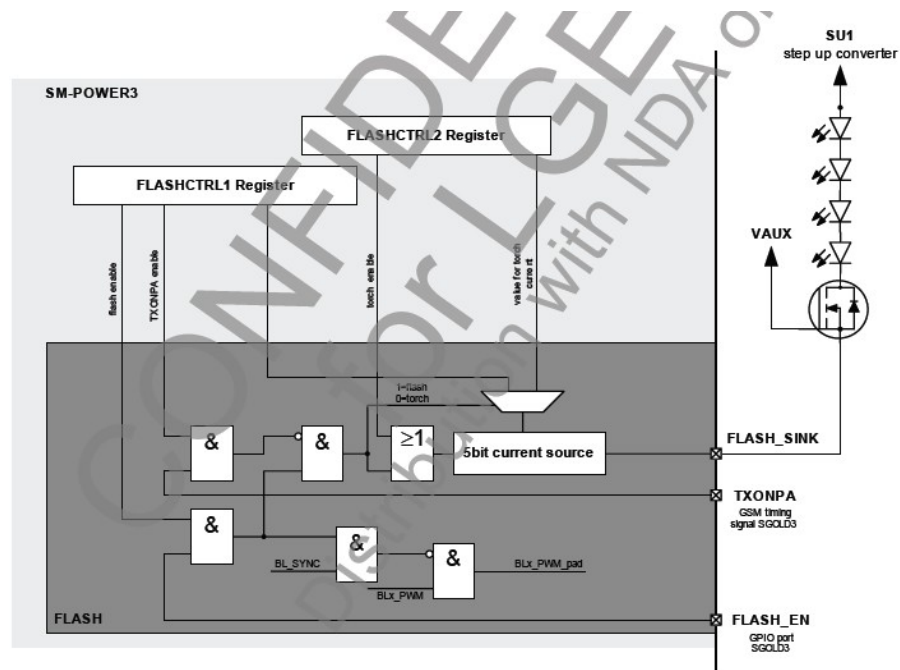 SU1
step up converter
SM-POWER3
FLASHCTRL2 Register
FLASHCTRL1 Register
VAUX
flash enable
TXONPA enable
torch enable
value for torch
current
1=flash
0=torch
&
&
≥1
5bit current source
FLASH_SINK
TXONPA
GSM timing
signal SGOLD3
&
&
&
BL_SYNC
BLx_PWM
BLx_PWM_pad
FLASH
FLASH_EN
GPIO port
SGOLD3
CONFIDE
for LGE
Distribution with NDA